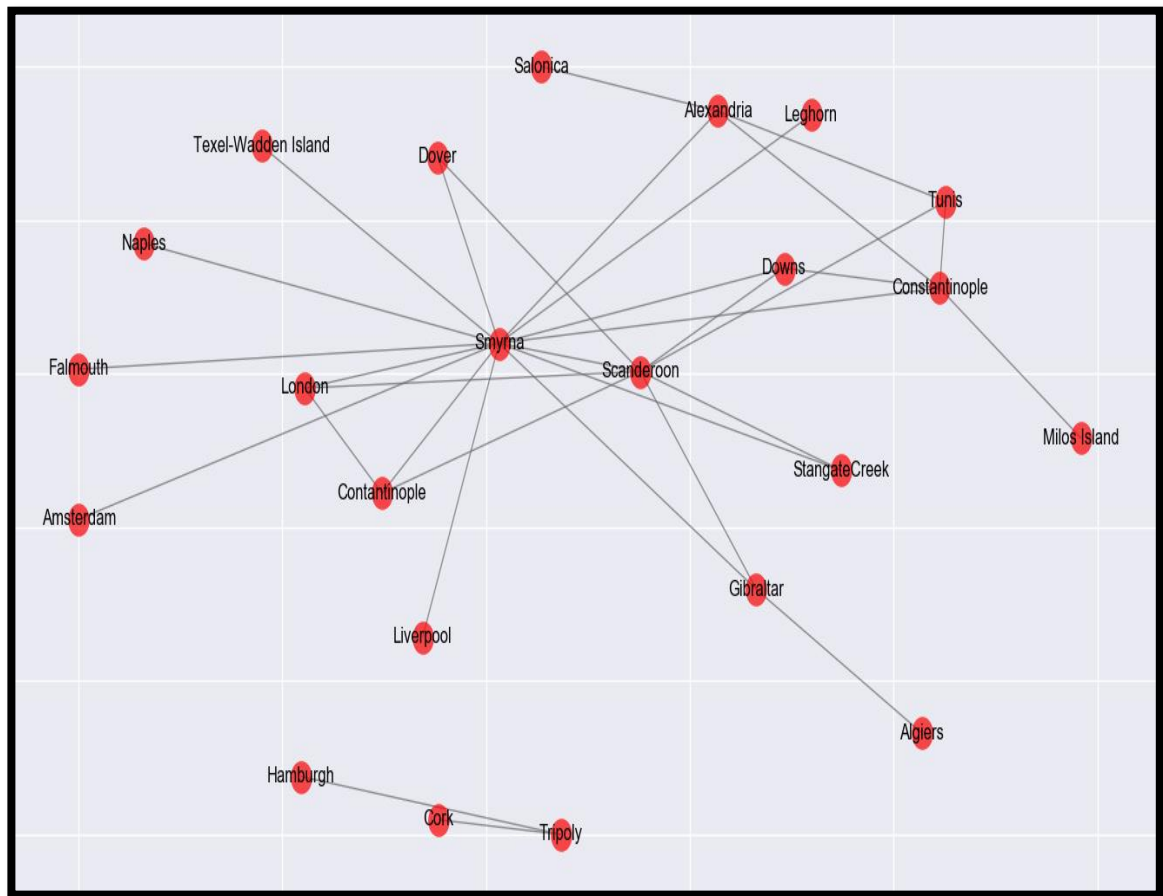 Salonica
Alexandria
Leghorn
Texel-Wadden Island
Dover
Tunis
Naples
Downs
Constantinople
Smyrna
Falmouth
London
Scanderoon
Milos Island
StangateCreek
Contantinople
Amsterdam
Gibraltar
Liverpool
Algiers
Hamburgh
Cork
Tripoly